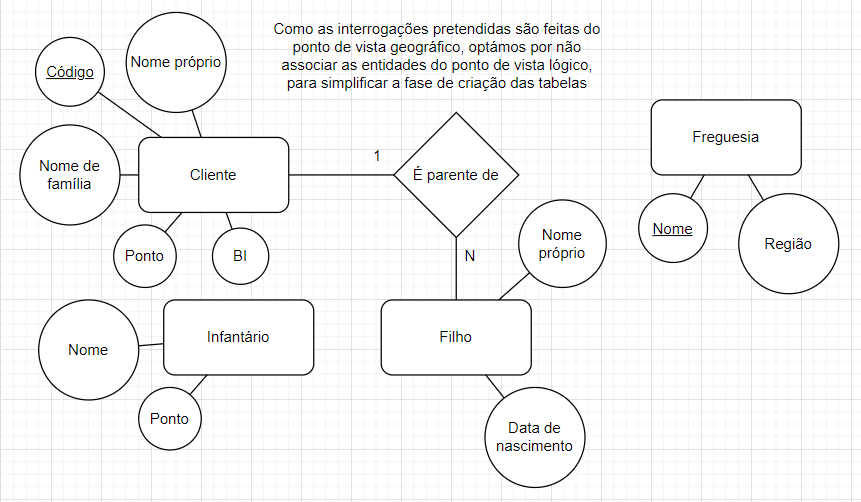 Como as interrogações pretendidas são feitas do
ponto de vista geográfico, optámos por não
associar as entidades do ponto de vista lógico,
para simplificar a fase de criação das tabelas
Código
Nome próprio
Nome de
família
Cliente
Ponto
BI
1
É parente de
N
Freguesia
Nome
Região
Nome
próprio
Nome
Infantário
Ponto
Filho
Data de
nascimento